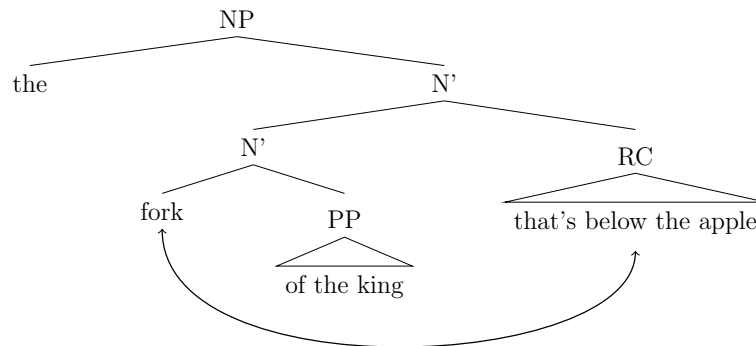 NP
the
N'
N'
RC
fork
PP
that's below the apple
of the king